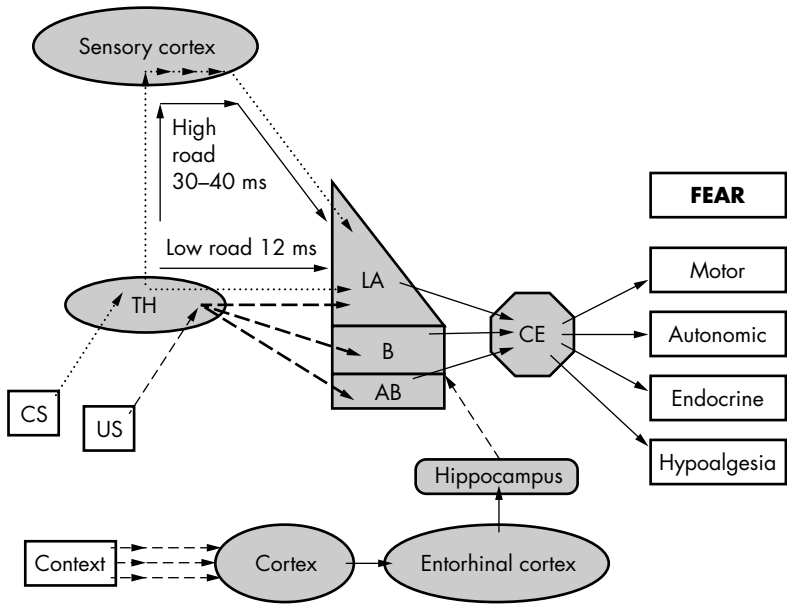 Sensory cortex
High
road
30–40 ms
FEAR
Low road 12 ms
Motor
LA
TH
CE
Autonomic
B
AB
Endocrine
CS
US
Hippocampus
Hypoalgesia
Context
Cortex
Entorhinal cortex